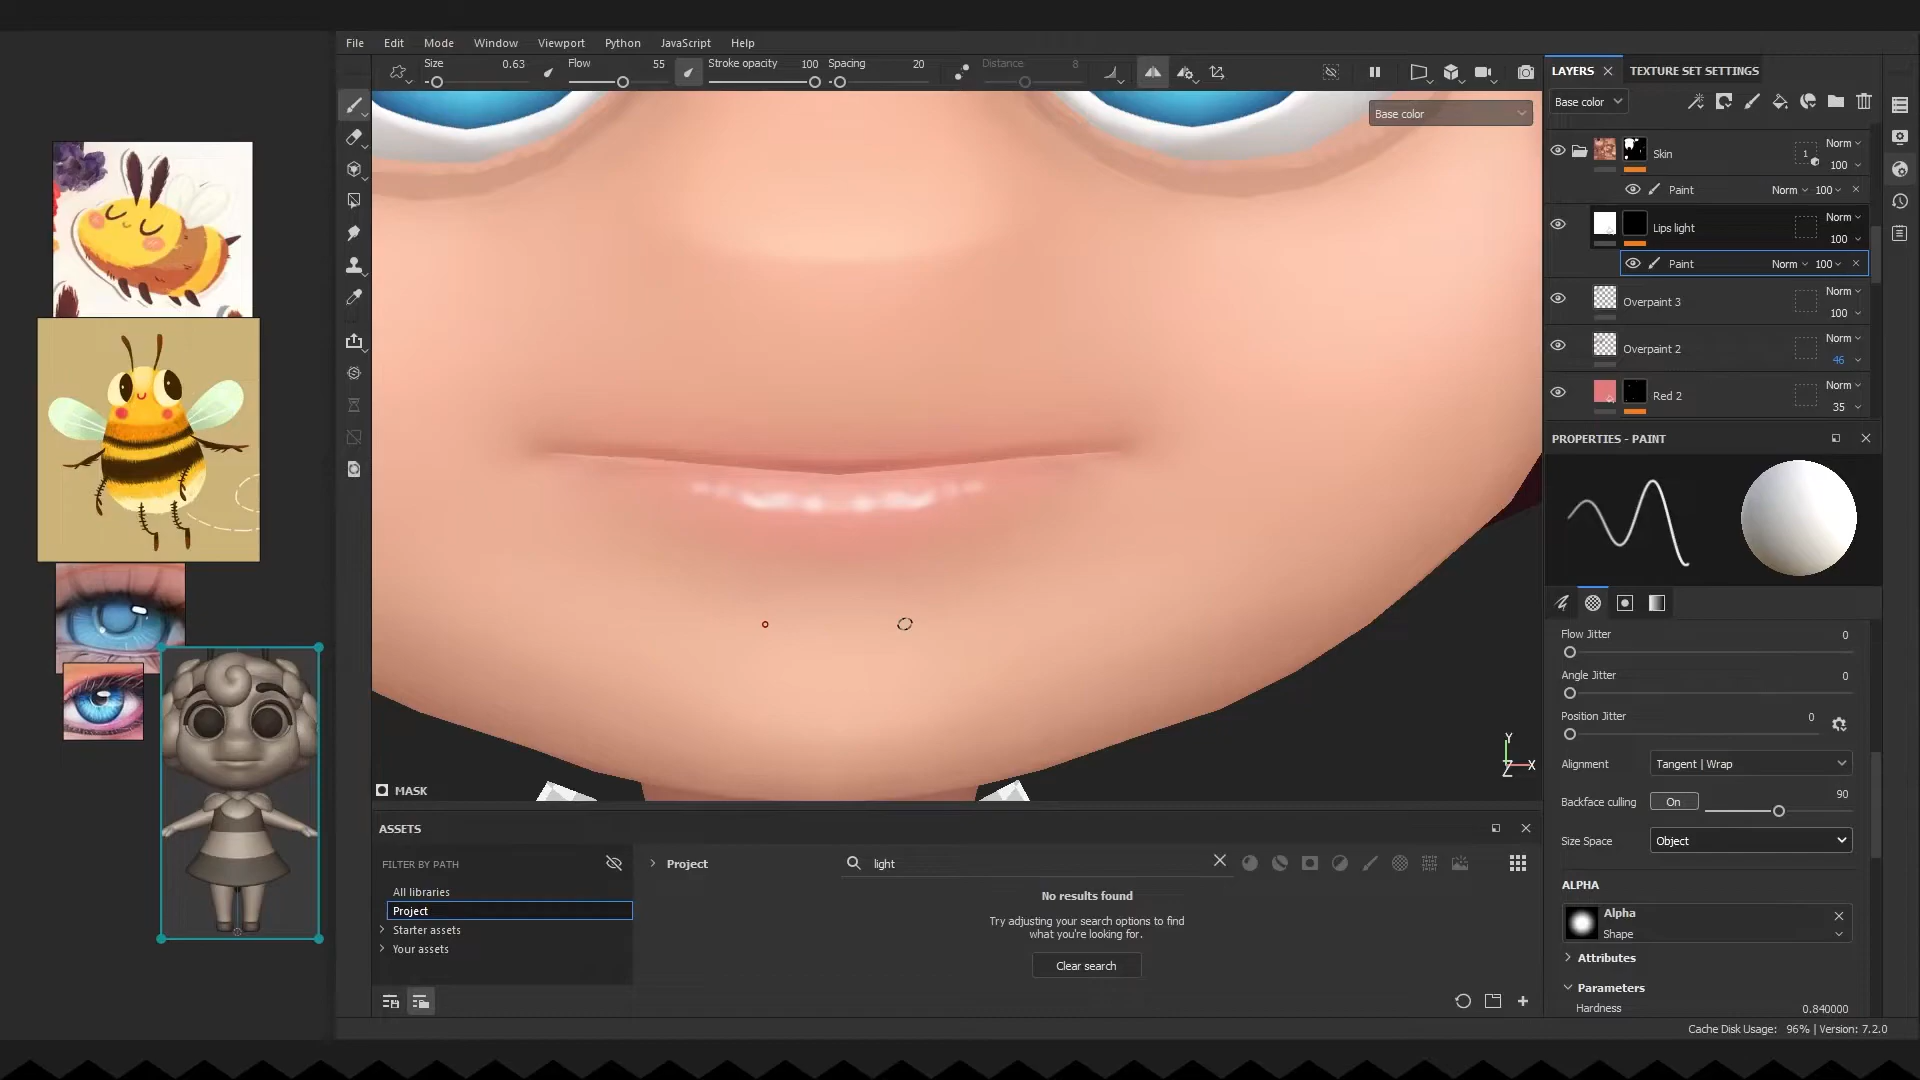 File Edit Mode Window Viewport Python JavaScript Help
Size 0.63 Flow 55 Stroke opacity 100 Spacing 20 Distance 8
Base color
LAYERS TEXTURE SET SETTINGS
Base color
Skin 1 Norm 100
Paint Norm 100
Lips light Norm 100
Paint Norm 100
Overpaint 3 Norm 100
Overpaint 2 Norm 46
Red 2 Norm 35
PROPERTIES - PAINT
Flow Jitter 0
Angle Jitter 0
Position Jitter 0
Alignment Tangent | Wrap
Backface culling On 90
Size Space Object
ALPHA
Alpha
Shape
Attributes
Parameters
Hardness 0.840000
Y
X
Z
MASK
ASSETS
FILTER BY PATH
All libraries
Project
Starter assets
Your assets
Project
light
No results found
Try adjusting your search options to find
what you're looking for.
Clear search
Cache Disk Usage: 96% | Version: 7.2.0